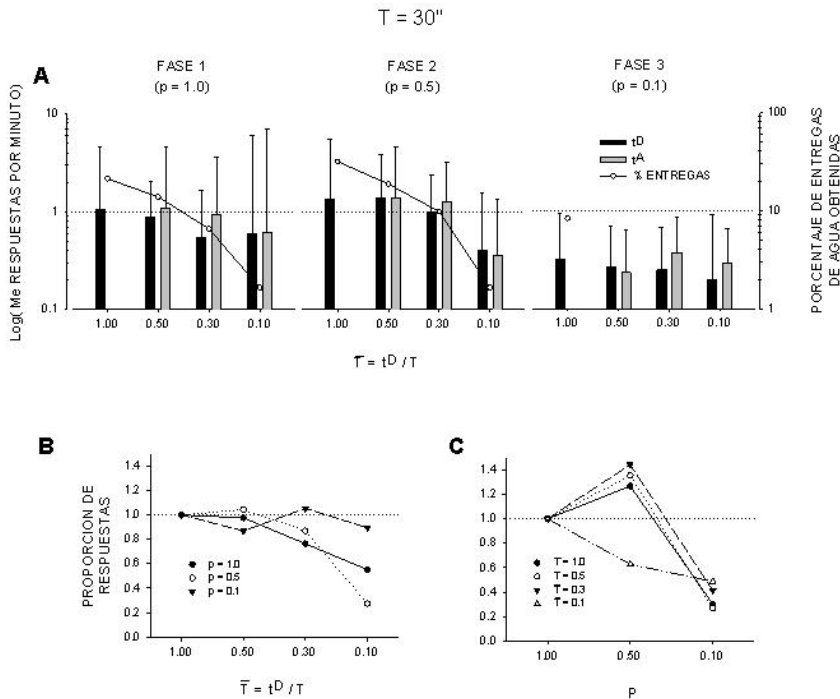 T = 30"
A
FASE 1
(p = 1.0)
FASE 2
(p = 0.5)
FASE 3
(p = 0.1)
Log( Me RESPUESTAS POR MINUTO)
10
1
0.1
tD
tA
% ENTREGAS
100
10
1
PORCENTAJE DE ENTREGAS
DE AGUA OBTENIDAS
1.00 0.50 0.30 0.10
1.00 0.50 0.30 0.10
1.00 0.50 0.30 0.10
T̅ = tD / T
B
PROPORCION DE
RESPUESTAS
1.4
1.2
1.0
0.8
0.6
0.4
0.2
0.0
p = 1.0
p = 0.5
p = 0.1
1.00 0.50 0.30 0.10
T̅ = tD / T
C
1.4
1.2
1.0
0.8
0.6
0.4
0.2
0.0
T̅ = 1.0
T̅ = 0.5
T̅ = 0.3
T̅ = 0.1
1.00 0.50 0.10
P